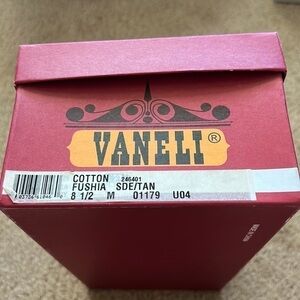 VANELI®
COTTON 246401
FUSHIA SDE/TAN
8 1/2 M 01179 U04